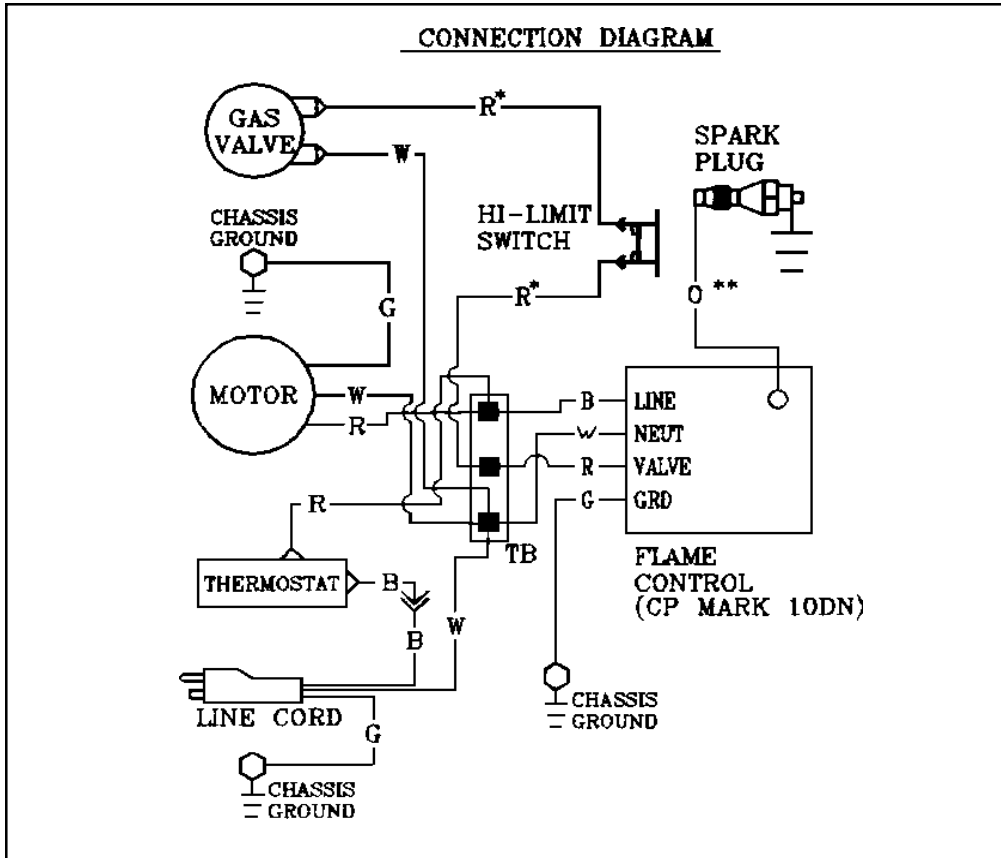 CONNECTION DIAGRAM
GAS
VALVE
R*
W
SPARK
PLUG
CHASSIS
GROUND
HI-LIMIT
SWITCH
G
R*
O **
MOTOR
W
R
B
LINE
W
NEUT
R
VALVE
G
GRD
R
TB
THERMOSTAT
B
FLAME
CONTROL
(CP MARK 10DN)
B
W
LINE CORD
G
CHASSIS
GROUND
CHASSIS
GROUND